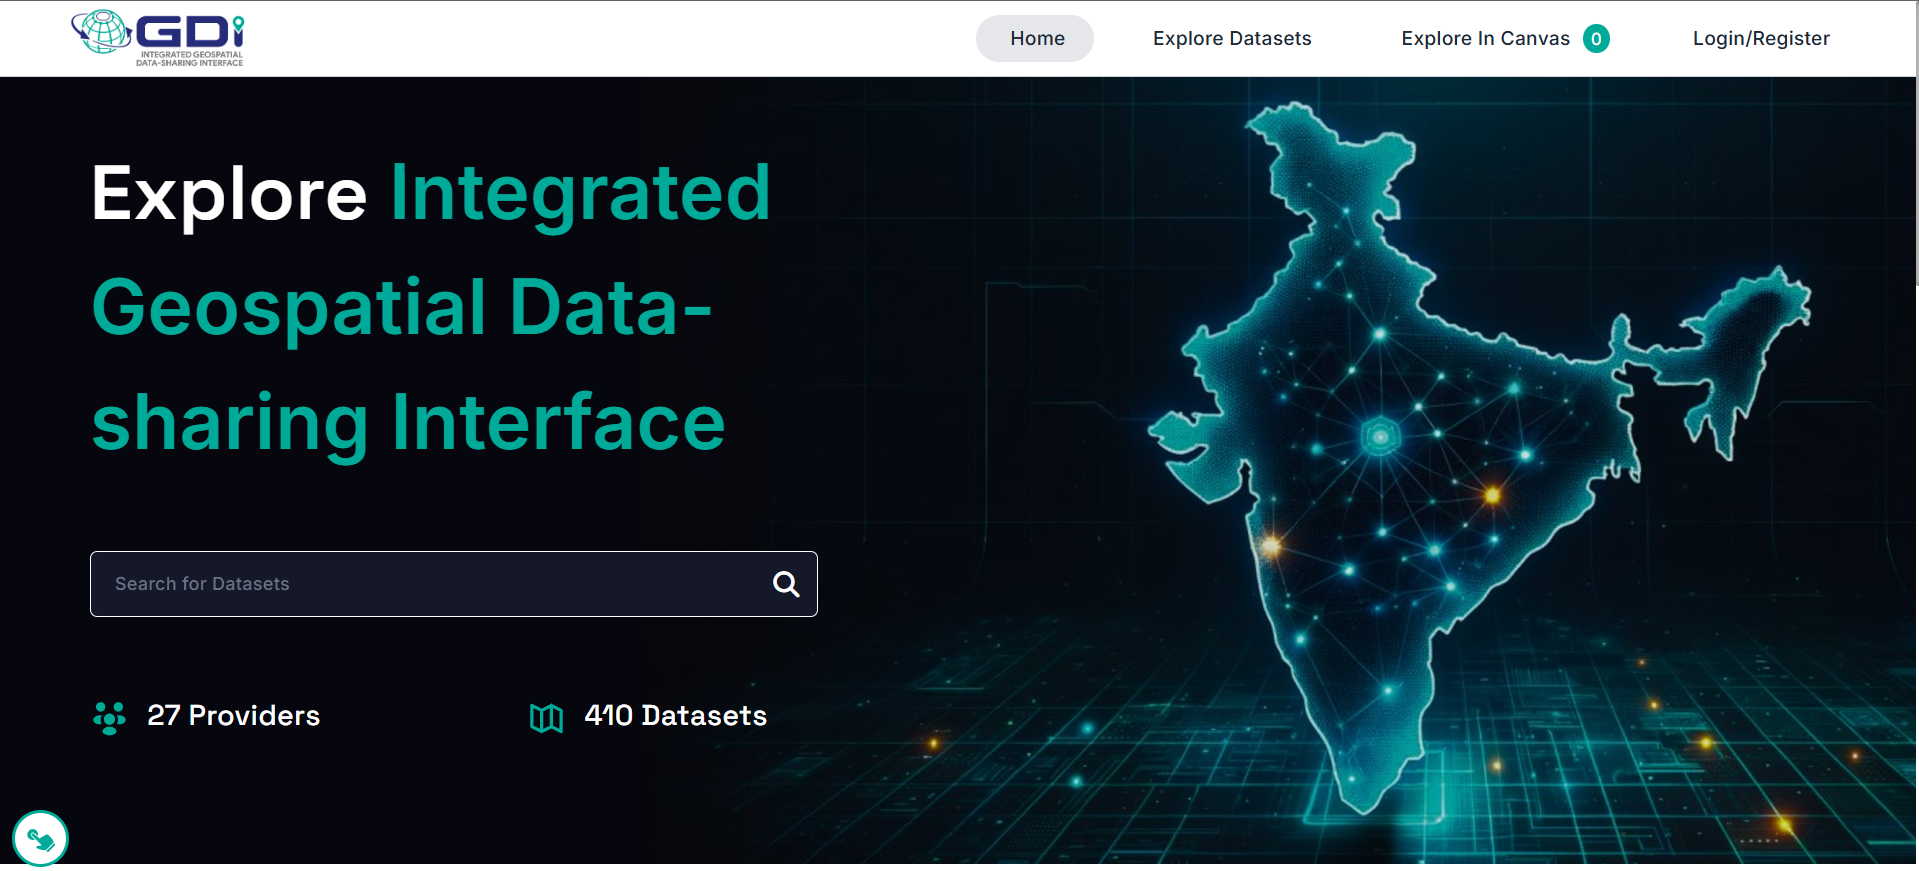 GDi
INTEGRATED GEOSPATIAL
DATA-SHARING INTERFACE
Home
Explore Datasets
Explore In Canvas 0
Login/Register
Explore Integrated
Geospatial Data-
sharing Interface
Search for Datasets
27 Providers
410 Datasets